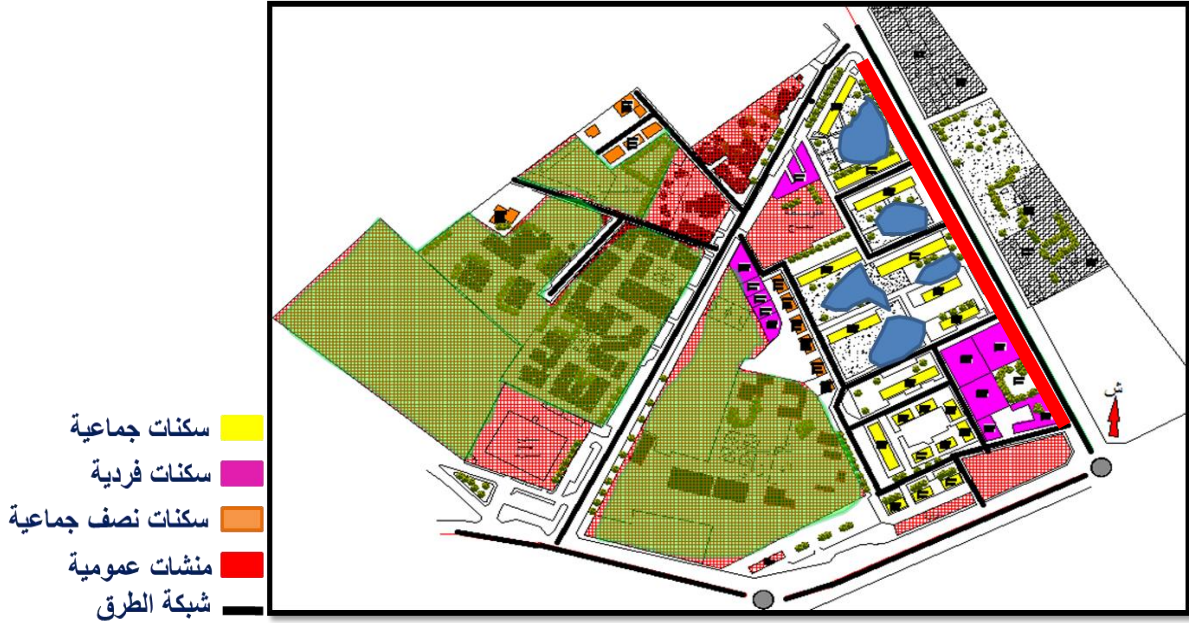 ش
سكنات جماعية
سكنات فردية
سكنات نصف جماعية
منشات عمومية
شبكة الطرق